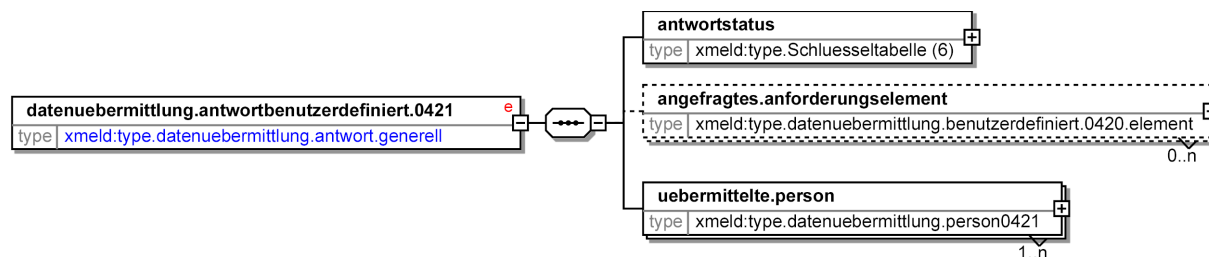 antwortstatus
type xmeld:type.Schluesseltabelle (6)
datenuebermittlung.antwortbenutzerdefiniert.0421 e
type xmeld:type.datenuebermittlung.antwort.generell
angefragtes.anforderungselement
type xmeld:type.datenuebermittlung.benutzerdefiniert.0420.element
0..n
uebermittelte.person
type xmeld:type.datenuebermittlung.person0421
1..n